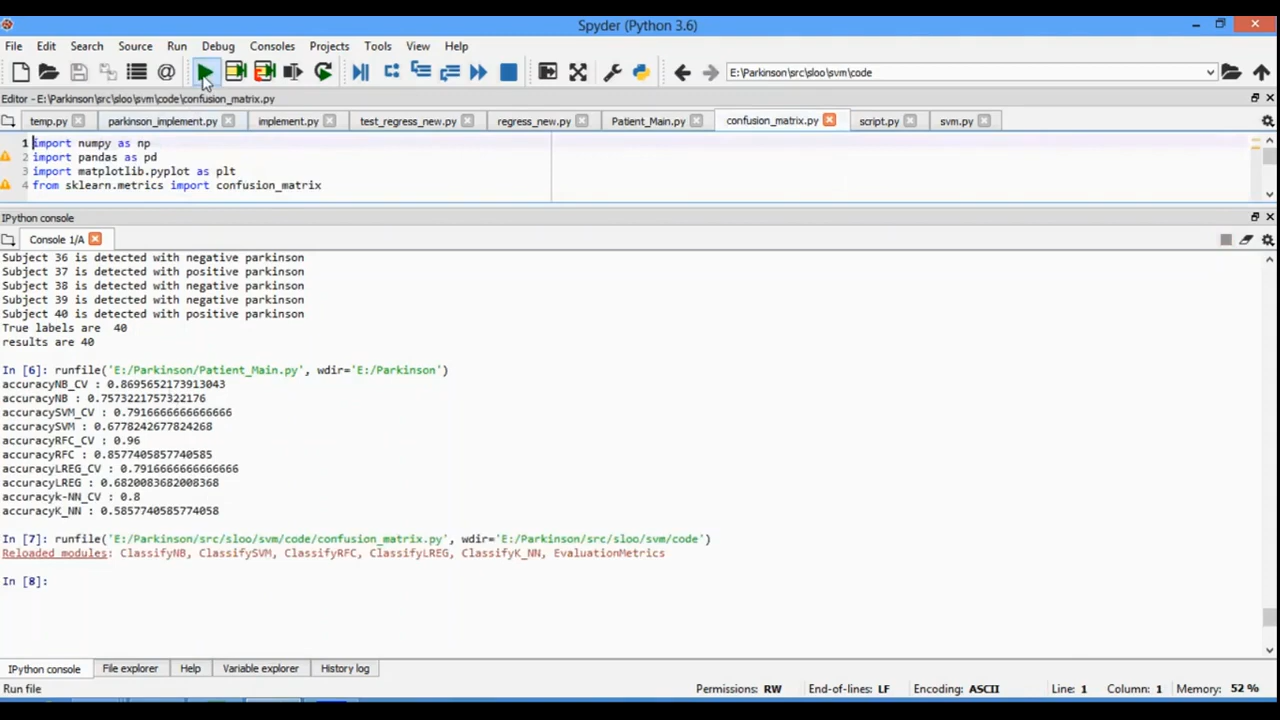 Spyder (Python 3.6)
File Edit Search Source Run Debug Consoles Projects Tools View Help
E:\Parkinson\src\sloo\svm\code
Editor - E:\Parkinson\src\sloo\svm\code\confusion_matrix.py
temp.py parkinson_implement.py implement.py test_regress_new.py regress_new.py Patient_Main.py confusion_matrix.py script.py svm.py
1 import numpy as np
2 import pandas as pd
3 import matplotlib.pyplot as plt
4 from sklearn.metrics import confusion_matrix
IPython console
Console 1/A
Subject 36 is detected with negative parkinson
Subject 37 is detected with positive parkinson
Subject 38 is detected with negative parkinson
Subject 39 is detected with negative parkinson
Subject 40 is detected with positive parkinson
True labels are  40
results are 40
In [6]: runfile('E:/Parkinson/Patient_Main.py', wdir='E:/Parkinson')
accuracyNB_CV : 0.8695652173913043
accuracyNB : 0.7573221757322176
accuracySVM_CV : 0.7916666666666666
accuracySVM : 0.6778242677824268
accuracyRFC_CV : 0.96
accuracyRFC : 0.8577405857740585
accuracyLREG_CV : 0.7916666666666666
accuracyLREG : 0.6820083682008368
accuracyk-NN_CV : 0.8
accuracyK_NN : 0.5857740585774058
In [7]: runfile('E:/Parkinson/src/sloo/svm/code/confusion_matrix.py', wdir='E:/Parkinson/src/sloo/svm/code')
Reloaded modules: ClassifyNB, ClassifySVM, ClassifyRFC, ClassifyLREG, ClassifyK_NN, EvaluationMetrics
In [8]:
IPython console File explorer Help Variable explorer History log
Run file Permissions: RW End-of-lines: LF Encoding: ASCII Line: 1 Column: 1 Memory: 52 %